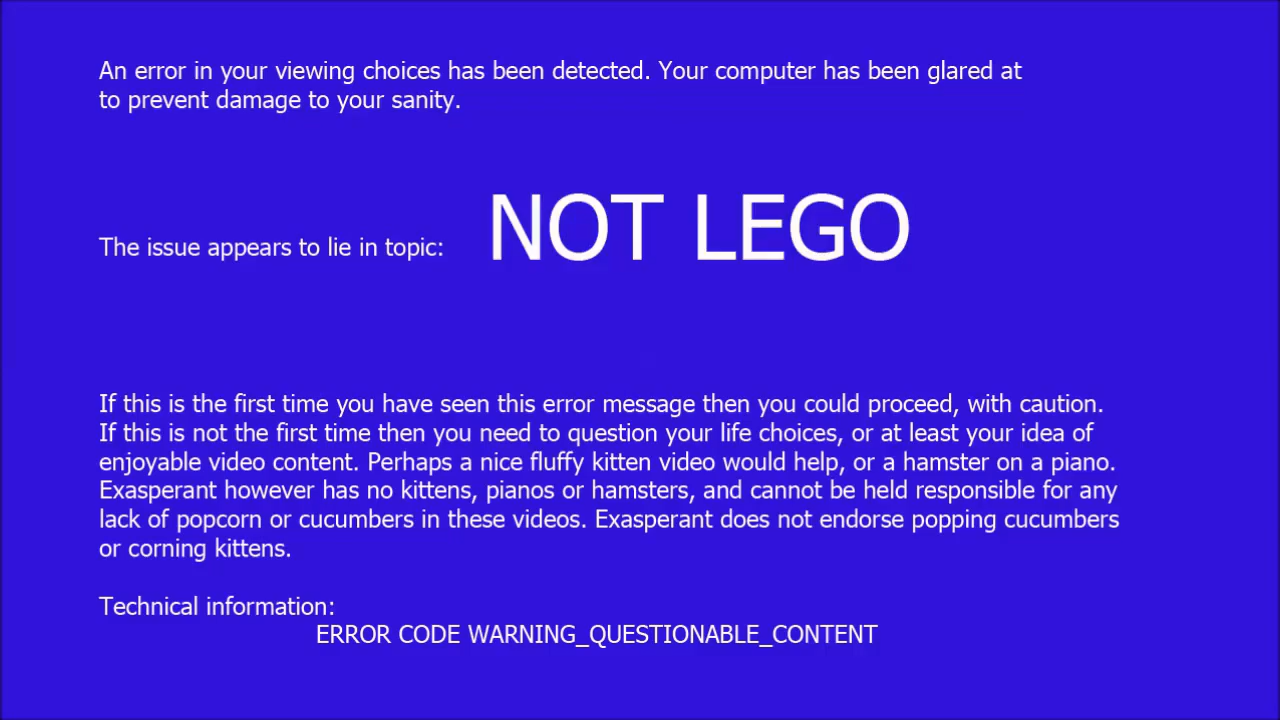 An error in your viewing choices has been detected. Your computer has been glared at
to prevent damage to your sanity.
The issue appears to lie in topic: NOT LEGO
If this is the first time you have seen this error message then you could proceed, with caution.
If this is not the first time then you need to question your life choices, or at least your idea of
enjoyable video content. Perhaps a nice fluffy kitten video would help, or a hamster on a piano.
Exasperant however has no kittens, pianos or hamsters, and cannot be held responsible for any
lack of popcorn or cucumbers in these videos. Exasperant does not endorse popping cucumbers
or corning kittens.
Technical information:
ERROR CODE WARNING_QUESTIONABLE_CONTENT